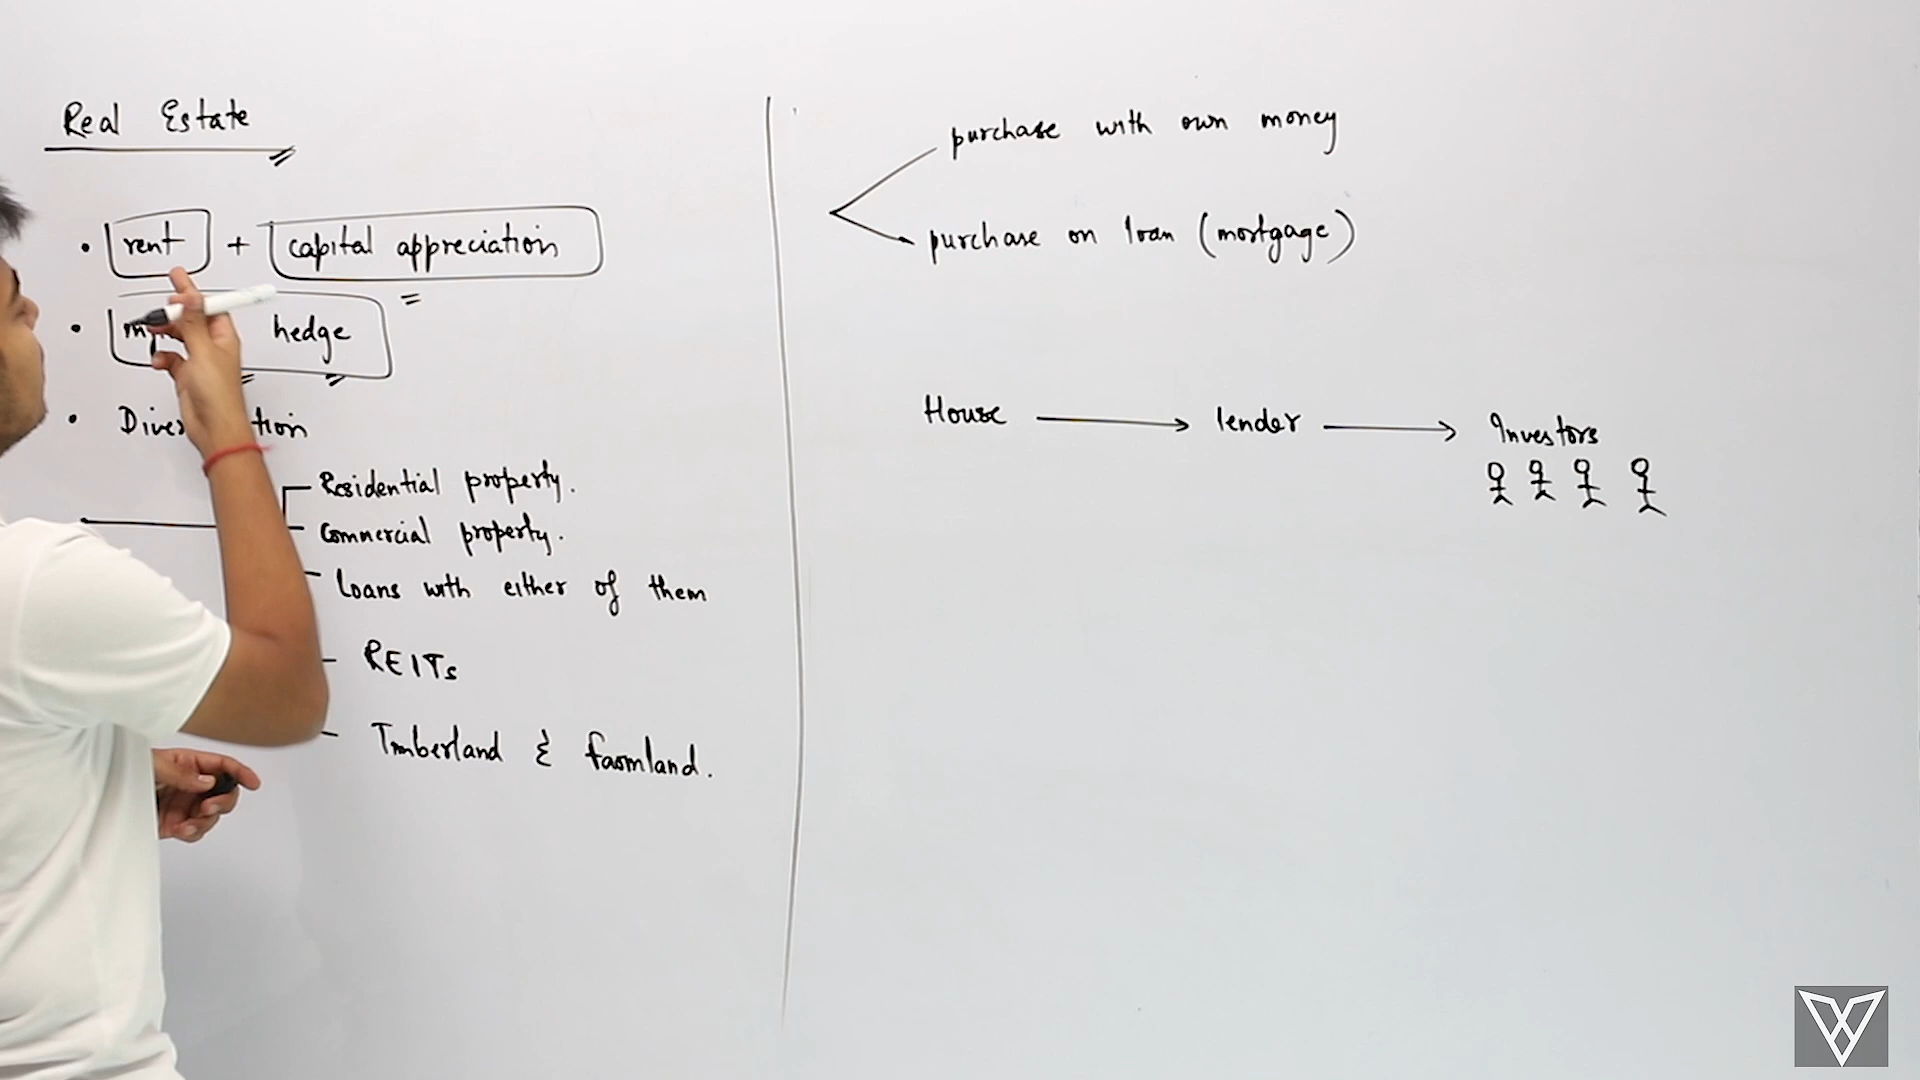 Real Estate
• rent + capital appreciation
• hedge
•
Residential property.
Commercial property.
Loans with either of them
REITs
Timberland & farmland.
purchase with own money
purchase on loan (mortgage)
House → lender → Investors